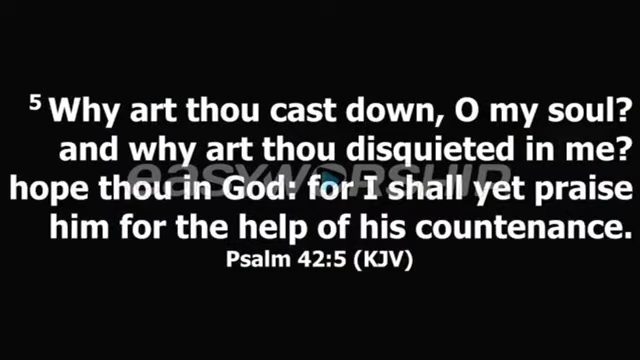 5 Why art thou cast down, O my soul?
and why art thou disquieted in me?
easyworship
hope thou in God: for I shall yet praise
him for the help of his countenance.
Psalm 42:5 (KJV)